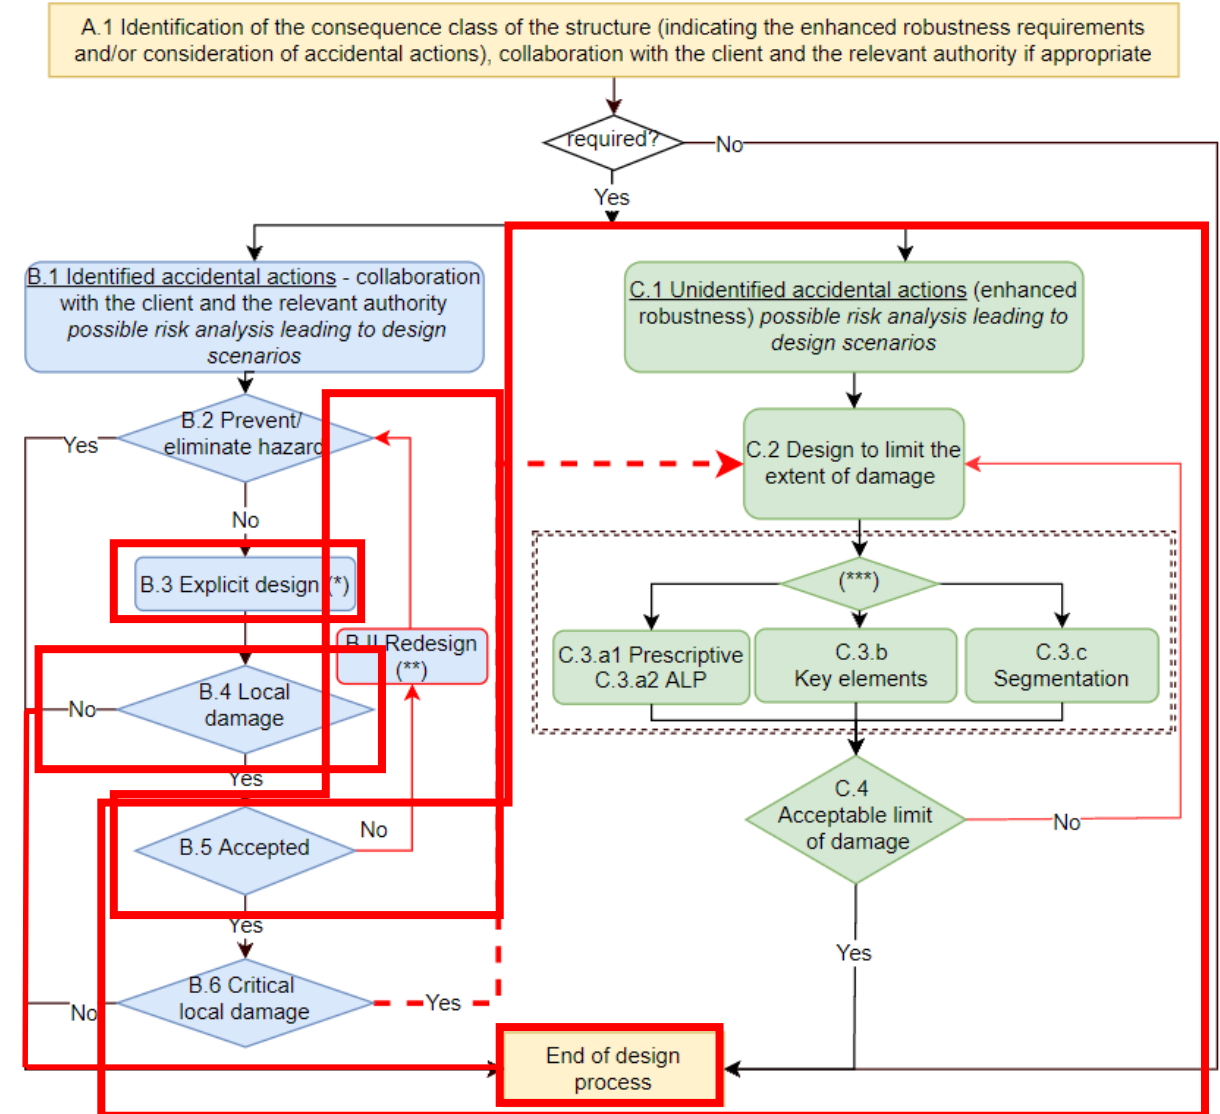 A.1 Identification of the consequence class of the structure (indicating the enhanced robustness requirements
and/or consideration of accidental actions), collaboration with the client and the relevant authority if appropriate
required?
No
Yes
B.1 Identified accidental actions - collaboration
with the client and the relevant authority
possible risk analysis leading to design
scenarios
C.1 Unidentified accidental actions (enhanced
robustness) possible risk analysis leading to
design scenarios
B.2 Prevent/
eliminate hazard
Yes
No
C.2 Design to limit the
extent of damage
B.3 Explicit design (*)
(***)
B.II Redesign
(**)
C.3.a1 Prescriptive
C.3.a2 ALP
C.3.b
Key elements
C.3.c
Segmentation
B.4 Local
damage
No
Yes
C.4
Acceptable limit
of damage
No
B.5 Accepted
No
Yes
Yes
B.6 Critical
local damage
Yes
No
End of design
process